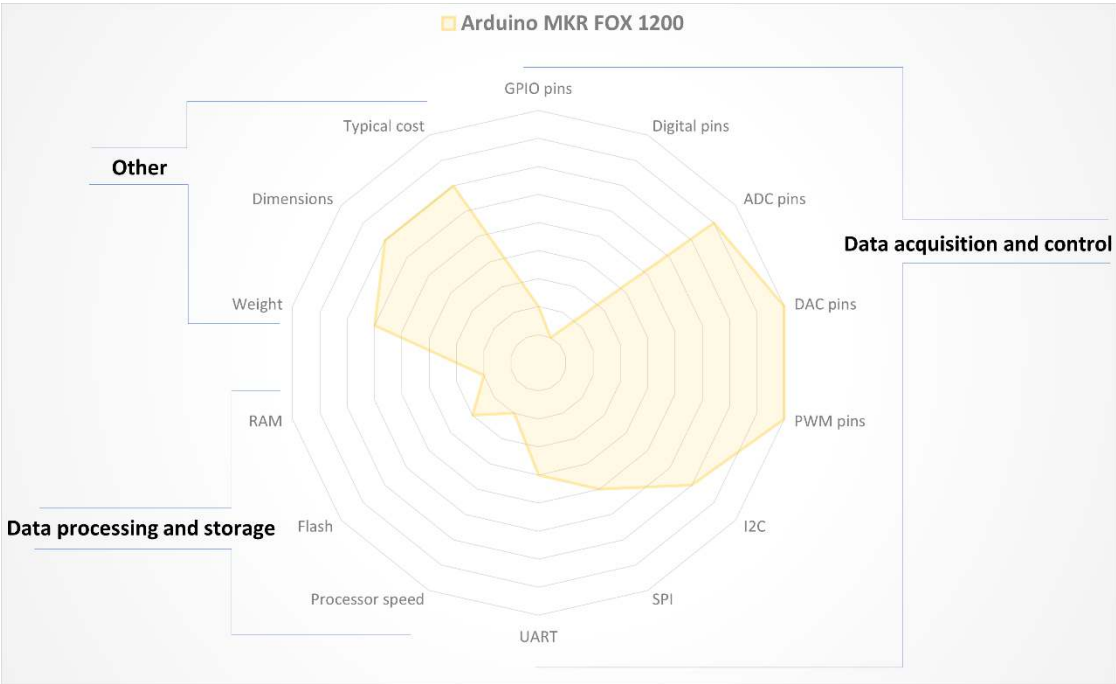 Arduino MKR FOX 1200
GPIO pins
Typical cost
Digital pins
Other
Dimensions
ADC pins
Data acquisition and control
Weight
DAC pins
RAM
PWM pins
Data processing and storage
Flash
I2C
Processor speed
SPI
UART